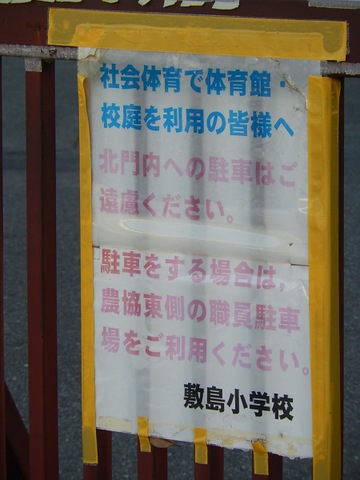 社会体育で体育館・
校庭を利用の皆様へ
北門内への駐車はご
遠慮ください。
駐車をする場合は,
農協東側の職員駐車
場をご利用ください。
敷島小学校